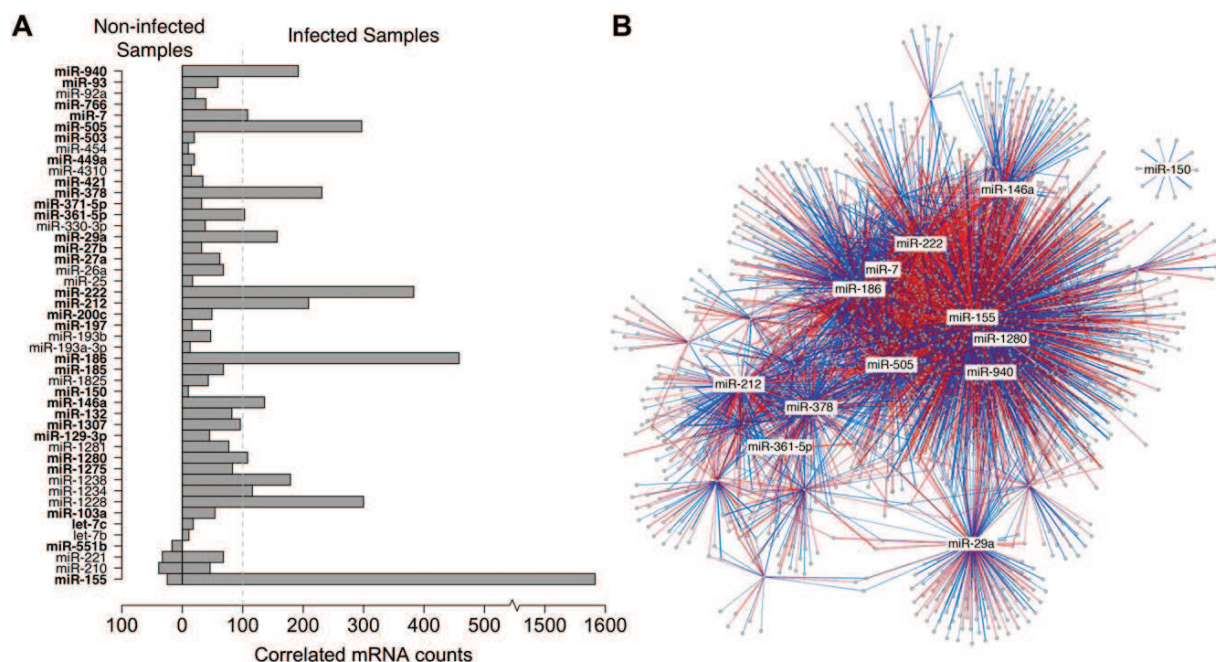 A
Non-infected
Samples
Infected Samples
miR-940
miR-93
miR-92a
miR-766
miR-7
miR-505
miR-503
miR-454
miR-449a
miR-4310
miR-421
miR-378
miR-371-5p
miR-361-5p
miR-330-3p
miR-29a
miR-27b
miR-27a
miR-26a
miR-25
miR-222
miR-212
miR-200c
miR-197
miR-193b
miR-193a-3p
miR-186
miR-185
miR-1825
miR-150
miR-146a
miR-132
miR-1307
miR-129-3p
miR-1281
miR-1280
miR-1275
miR-1238
miR-1234
miR-1228
miR-103a
let-7c
let-7b
miR-551b
miR-221
miR-210
miR-155
100 0 100 200 300 400 500 1500 1600
Correlated mRNA counts
B
miR-150
miR-146a
miR-222
miR-7
miR-186
miR-155
miR-1280
miR-505
miR-940
miR-212
miR-378
miR-361-5p
miR-29a